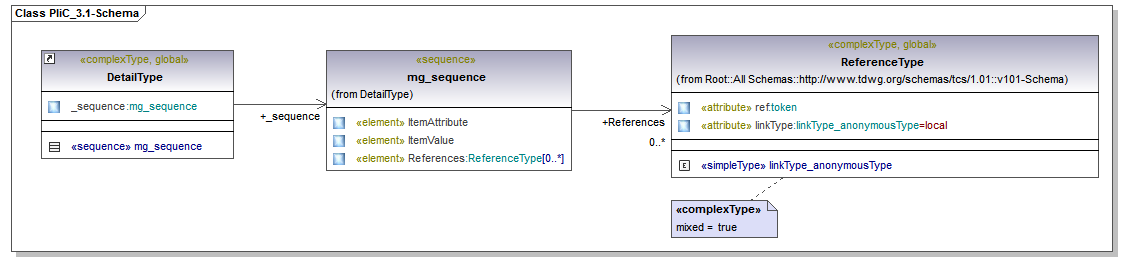 Class PliC_3.1-Schema
«complexType, global»
DetailType
_sequence:mg_sequence
«sequence» mg_sequence
+_sequence
«sequence»
mg_sequence
(from DetailType)
«element» ItemAttribute
«element» ItemValue
«element» References:ReferenceType[0..*]
+References
0..*
«complexType, global»
ReferenceType
(from Root::All Schemas::http://www.tdwg.org/schemas/tcs/1.01::v101-Schema)
«attribute» ref:token
«attribute» linkType:linkType_anonymousType=local
E
«simpleType» linkType_anonymousType
«complexType»
mixed = true